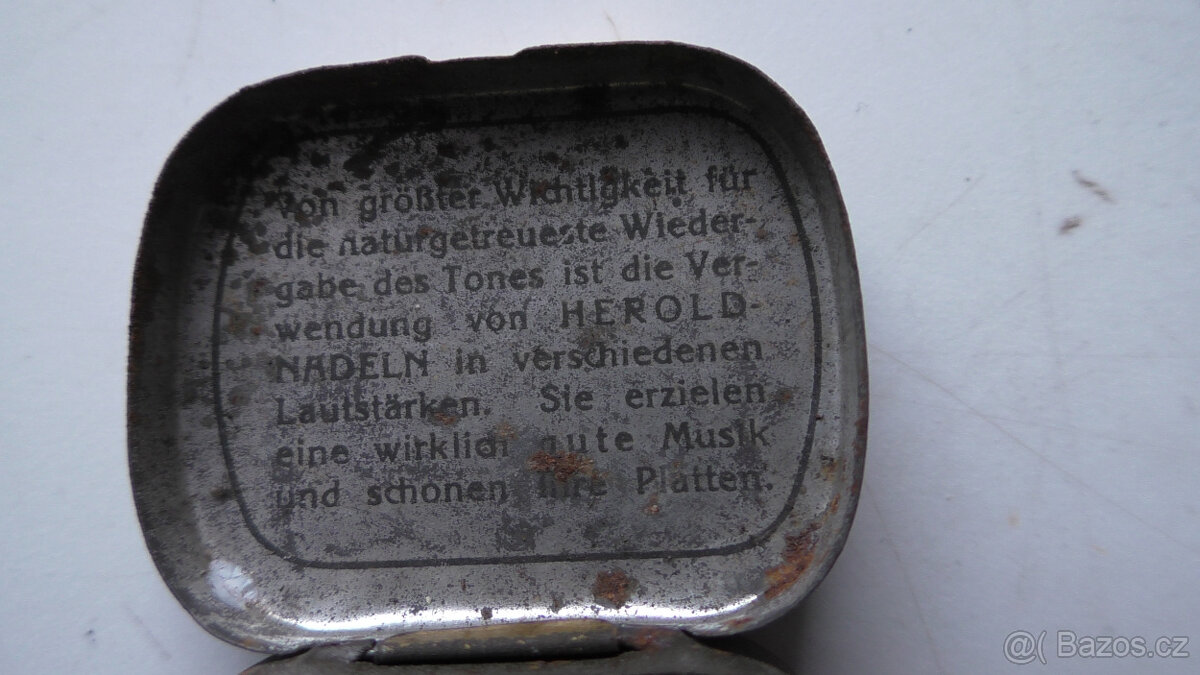 Von größter Wichtigkeit für
die naturgetreueste Wieder-
gabe des Tones ist die Ver-
wendung von HEROLD-
NADELN in verschiedenen
Lautstärken. Sie erzielen
eine wirklich gute Musik
und schonen Ihre Platten.
@( Bazos.cz